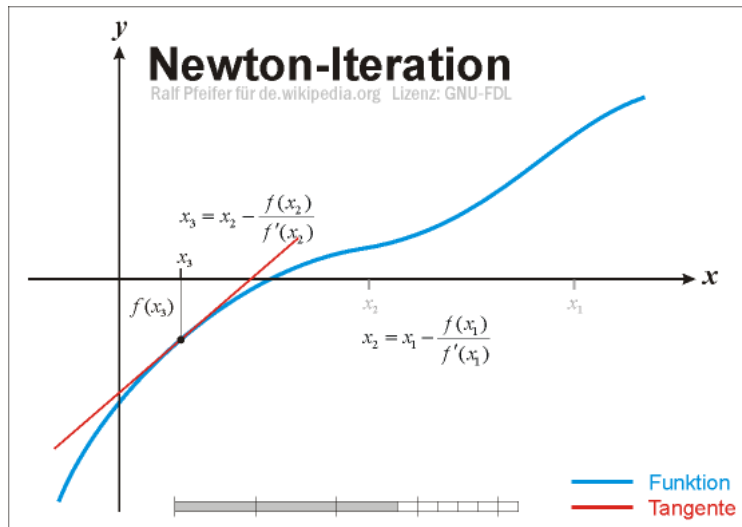 y
Newton-Iteration
Ralf Pfeifer für de.wikipedia.org Lizenz: GNU-FDL
x₃ = x₂ − f(x₂) / f'(x₂)
x₃
x
f(x₃)
x₂
x₁
x₂ = x₁ − f(x₁) / f'(x₁)
Funktion
Tangente